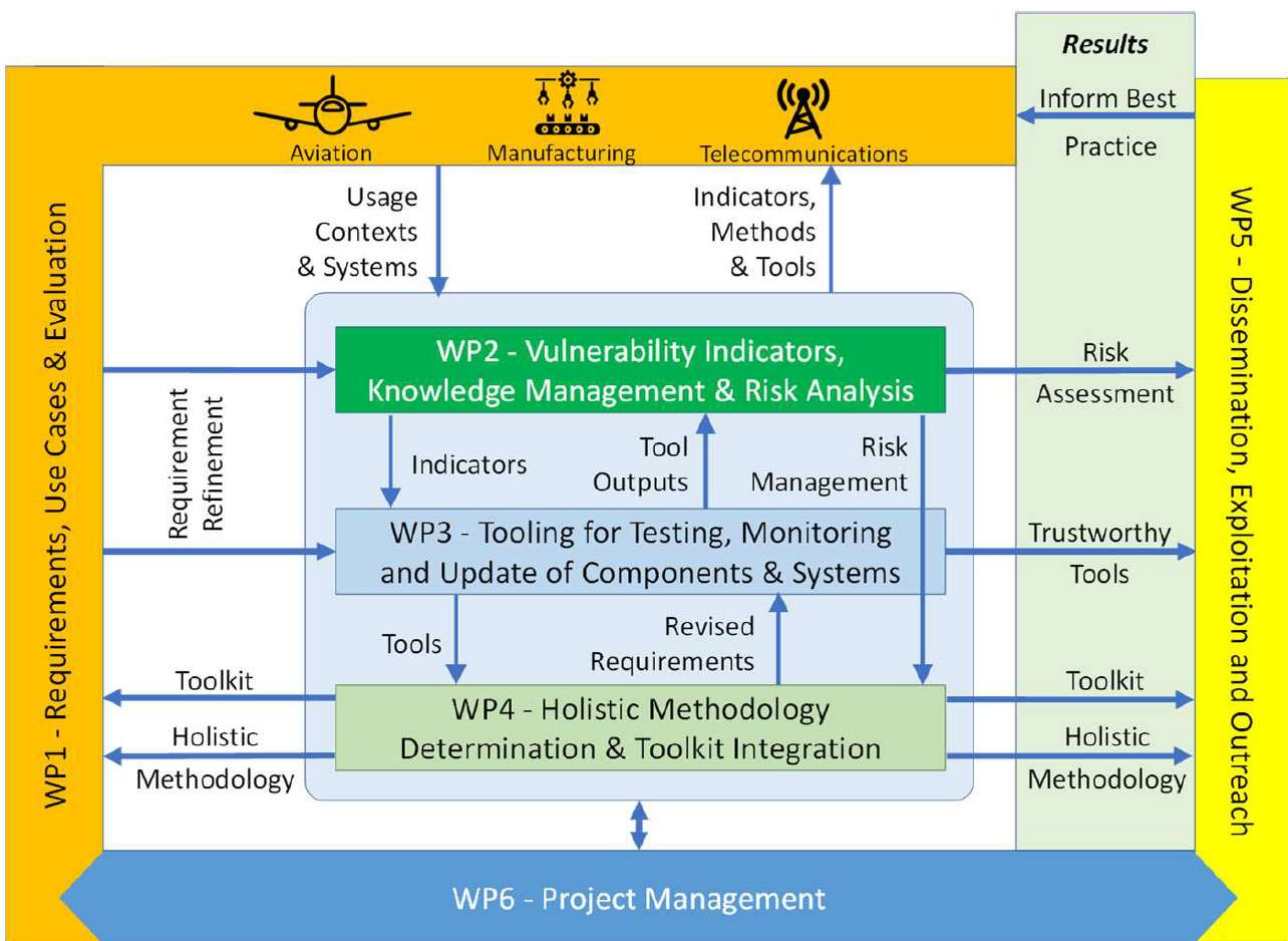 Results
Inform Best
Practice
Aviation
Manufacturing
Telecommunications
Usage
Contexts
& Systems
Indicators,
Methods
& Tools
WP1 - Requirements, Use Cases & Evaluation
WP5 - Dissemination, Exploitation and Outreach
Requirement
Refinement
WP2 - Vulnerability Indicators,
Knowledge Management & Risk Analysis
Risk
Assessment
Indicators
Tool
Outputs
Risk
Management
WP3 - Tooling for Testing, Monitoring
and Update of Components & Systems
Trustworthy
Tools
Tools
Revised
Requirements
Toolkit
Holistic
Methodology
WP4 - Holistic Methodology
Determination & Toolkit Integration
Toolkit
Holistic
Methodology
WP6 - Project Management